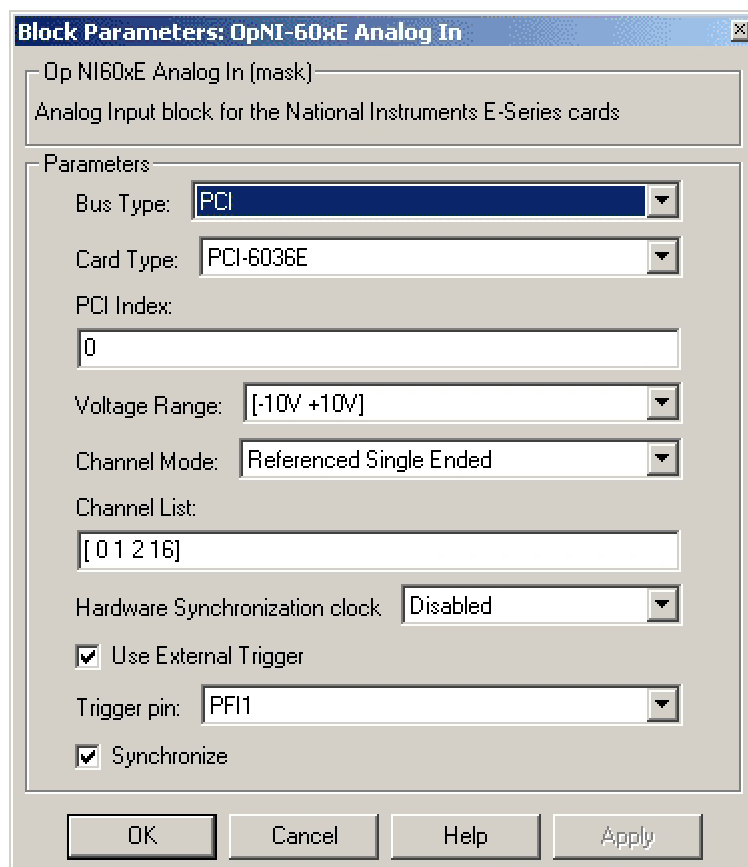 Block Parameters: OpNI-60xE Analog In
Op NI60xE Analog In (mask)
Analog Input block for the National Instruments E-Series cards
Parameters
Bus Type: PCI
Card Type: PCI-6036E
PCI Index:
0
Voltage Range: [-10V +10V]
Channel Mode: Referenced Single Ended
Channel List:
[ 0 1 2 16]
Hardware Synchronization clock Disabled
Use External Trigger
Trigger pin: PFI1
Synchronize
OK Cancel Help Apply